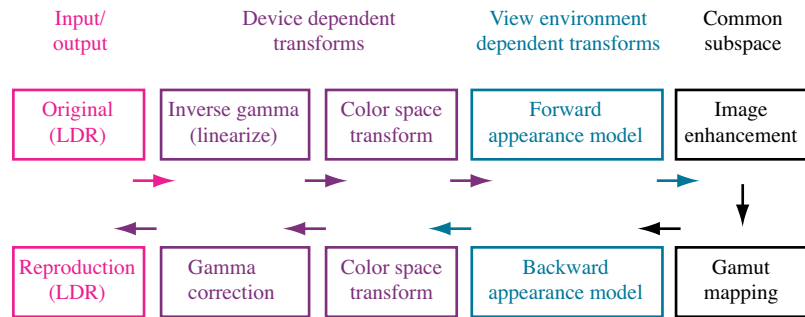 Input/
output
Device dependent
transforms
View environment
dependent transforms
Common
subspace
Original
(LDR)
Inverse gamma
(linearize)
Color space
transform
Forward
appearance model
Image
enhancement
Reproduction
(LDR)
Gamma
correction
Color space
transform
Backward
appearance model
Gamut
mapping